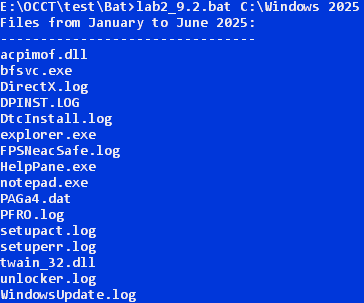 E:\OCCT\test\Bat>lab2_9.2.bat C:\Windows 2025
Files from January to June 2025:
--------------------------------
acpimof.dll
bfsvc.exe
DirectX.log
DPINST.LOG
DtcInstall.log
explorer.exe
FPSNeacSafe.log
HelpPane.exe
notepad.exe
PAGa4.dat
PFRO.log
setupact.log
setuperr.log
twain_32.dll
unlocker.log
WindowsUpdate.log